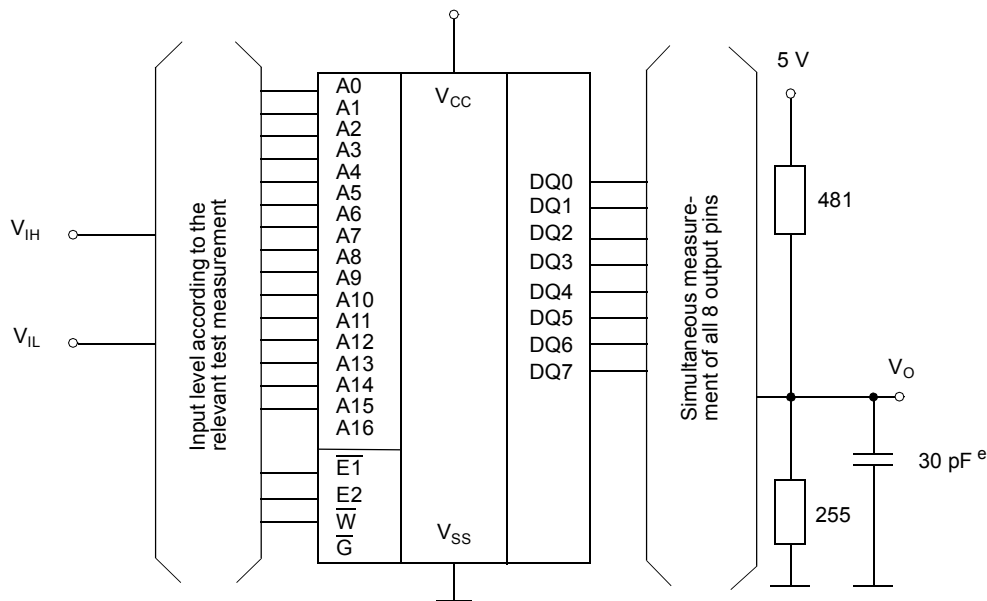 V_IH
V_IL
Input level according to the
relevant test measurement
A0
A1
A2
A3
A4
A5
A6
A7
A8
A9
A10
A11
A12
A13
A14
A15
A16
E1
E2
W
G
V_CC
V_SS
DQ0
DQ1
DQ2
DQ3
DQ4
DQ5
DQ6
DQ7
Simultaneous measure-
ment of all 8 output pins
5 V
481
V_O
30 pF e
255